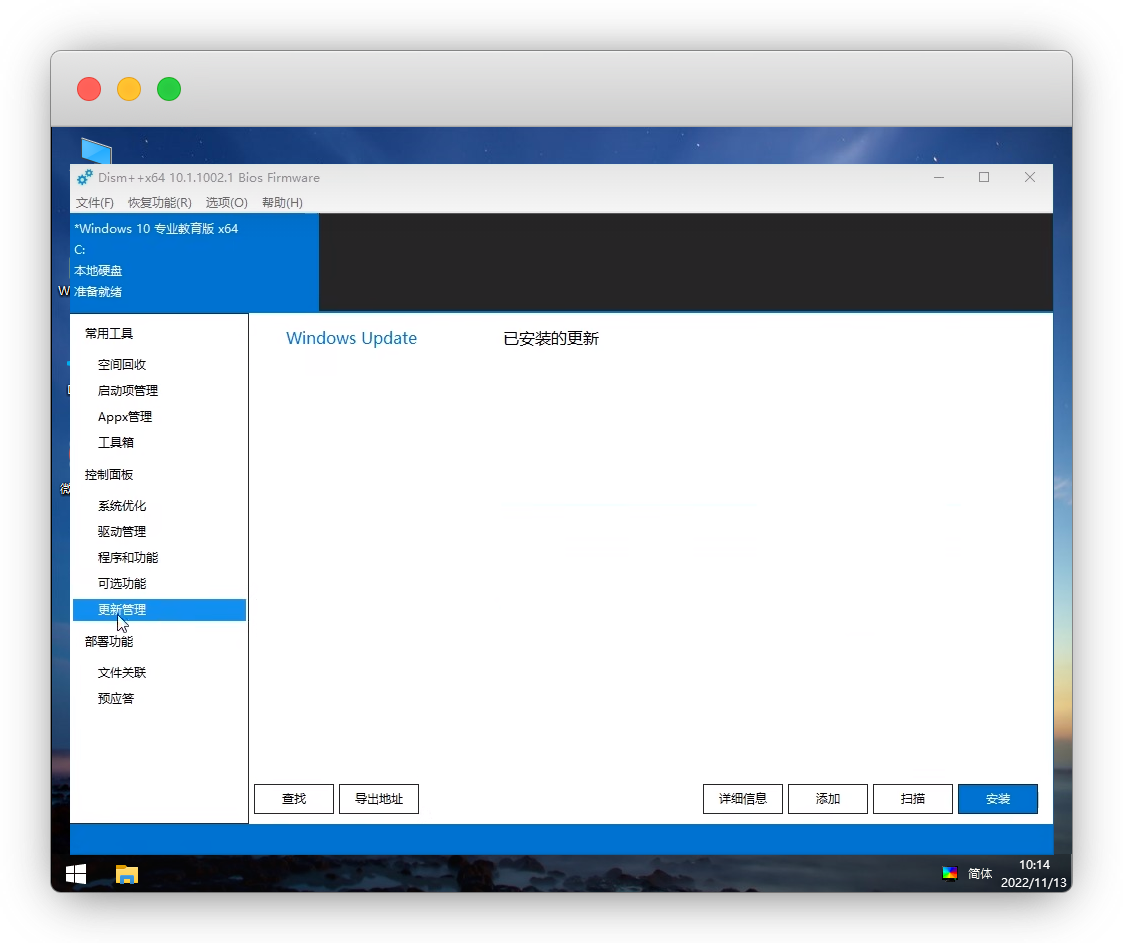 Dism++x64 10.1.1002.1 Bios Firmware
文件(F) 恢复功能(R) 选项(O) 帮助(H)
*Windows 10 专业教育版 x64
C:
本地硬盘
W 准备就绪
常用工具
Windows Update 已安装的更新
空间回收
启动项管理
Appx管理
工具箱
控制面板
微
系统优化
驱动管理
程序和功能
可选功能
更新管理
部署功能
文件关联
预应答
查找 导出地址 详细信息 添加 扫描 安装
简体
10:14
2022/11/13